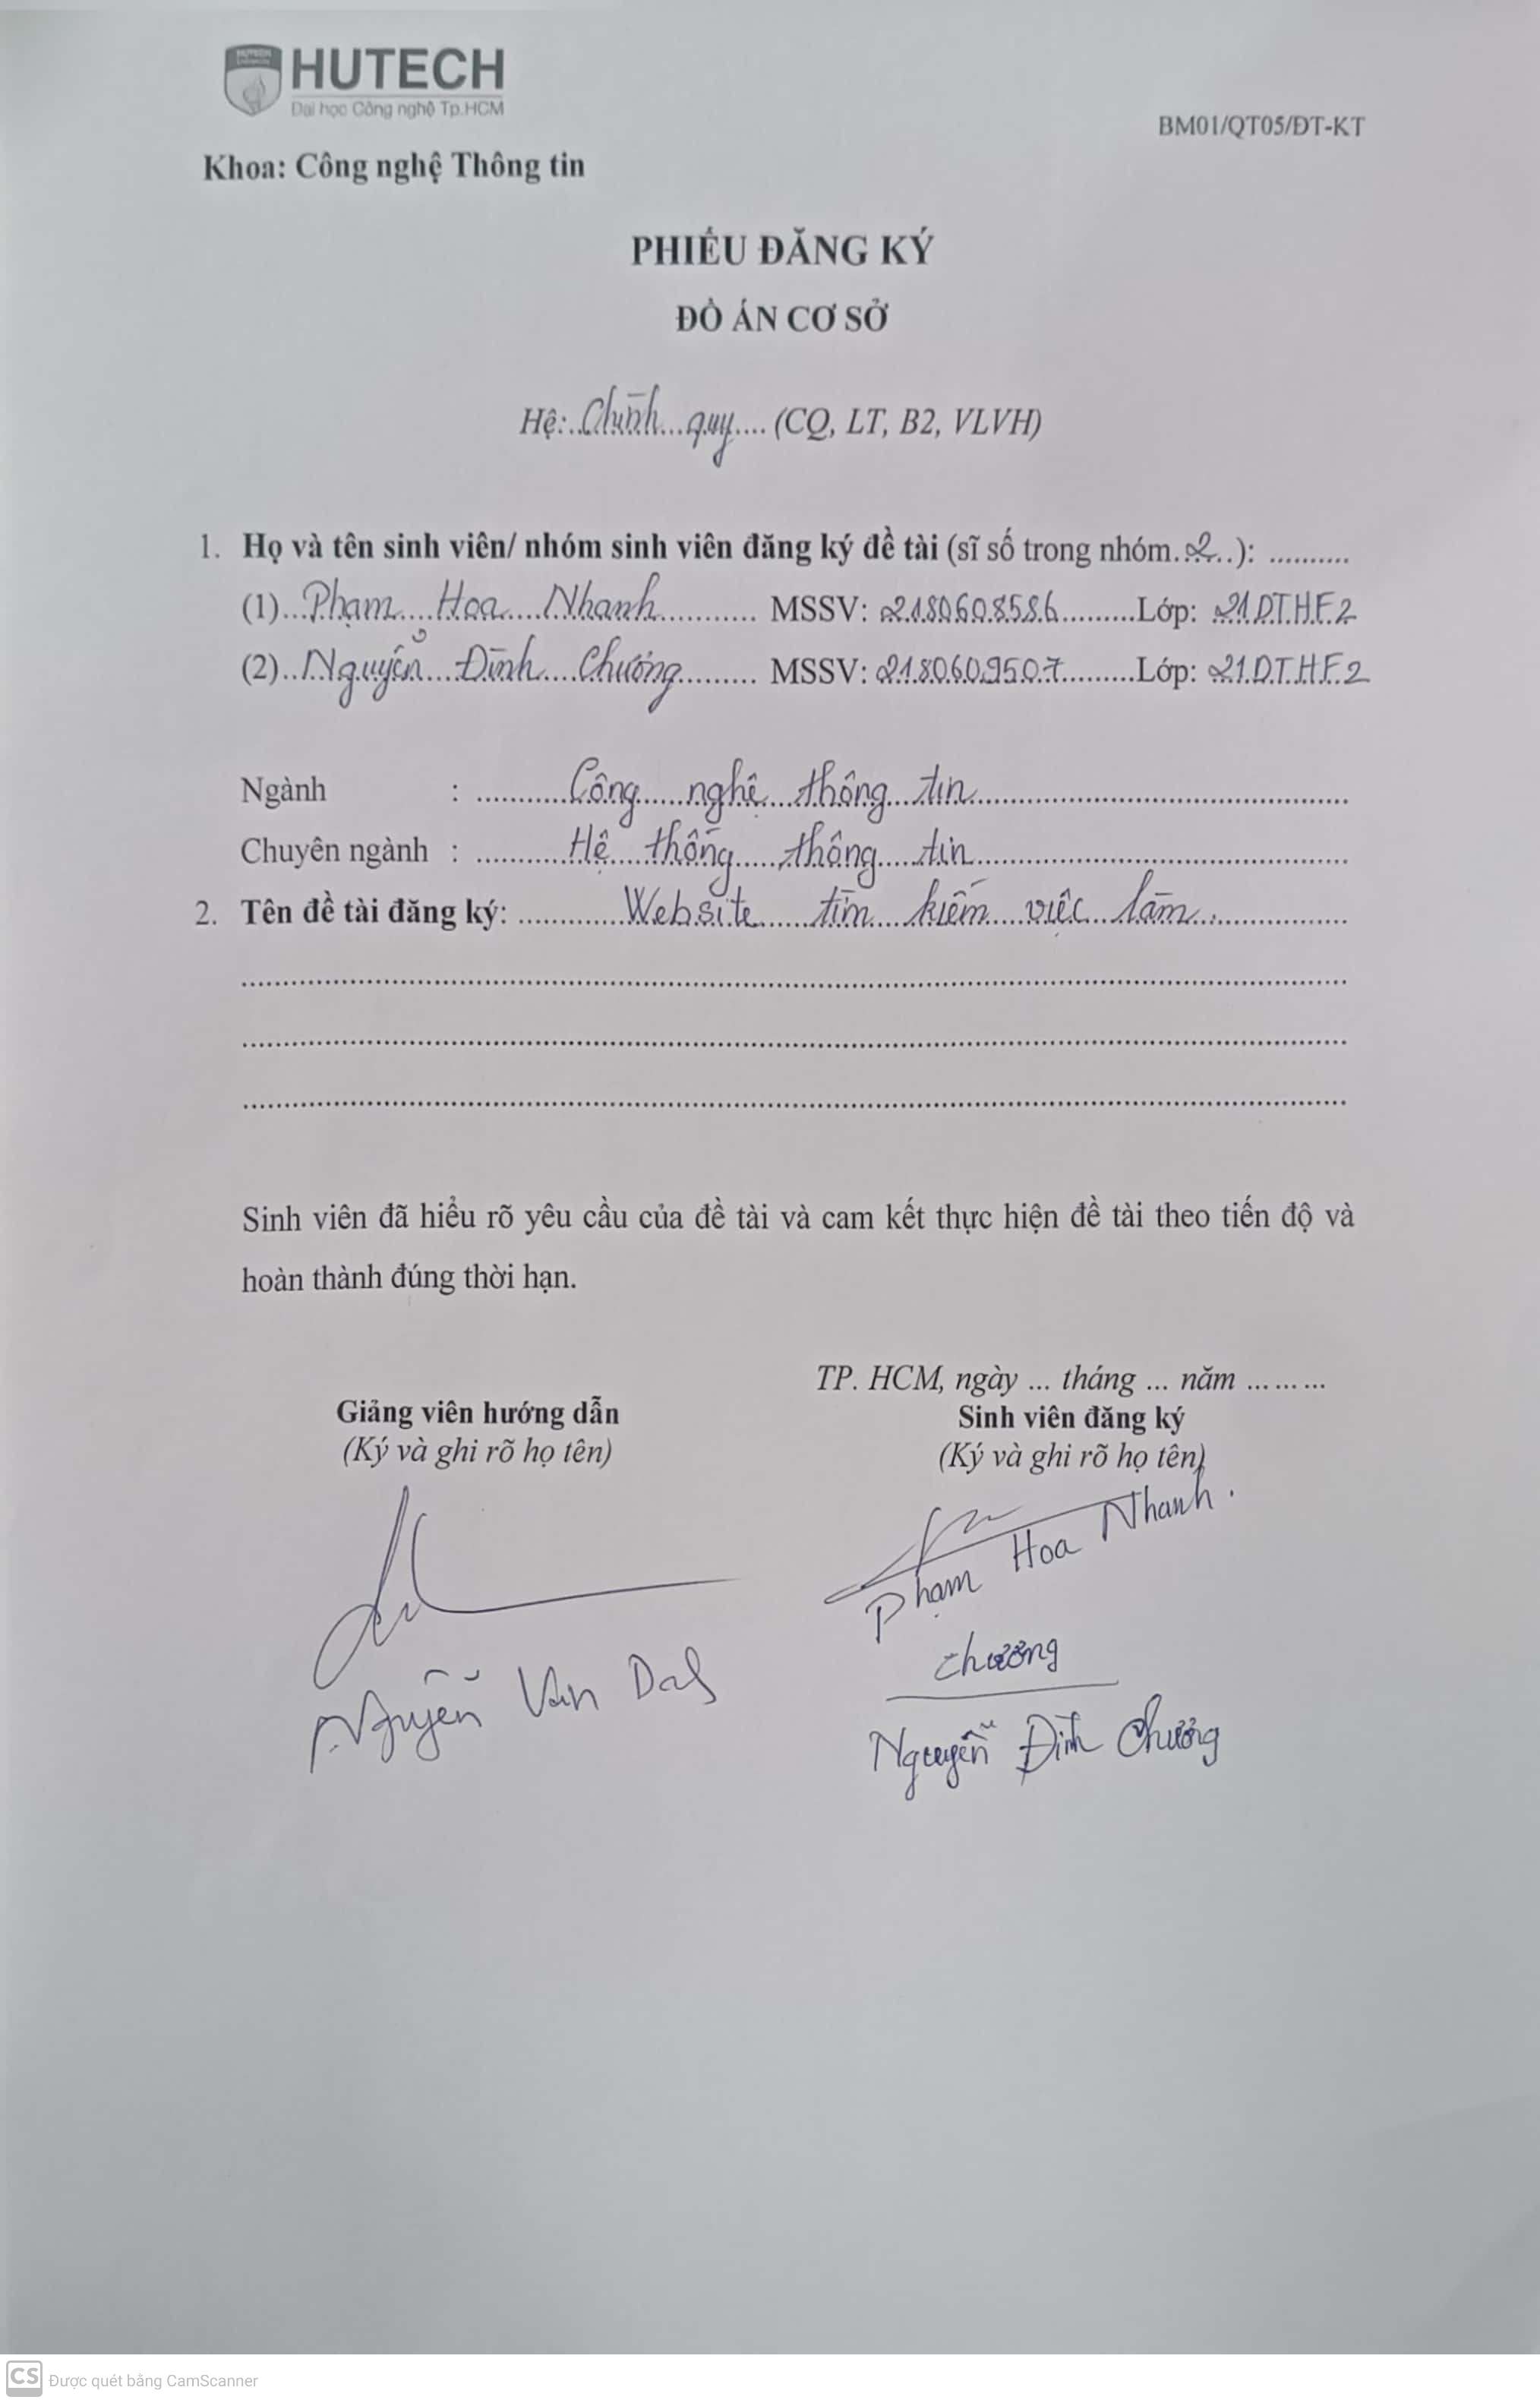 HUTECH
Đại học Công nghệ Tp.HCM
BM01/QT05/ĐT-KT
Khoa: Công nghệ Thông tin
PHIẾU ĐĂNG KÝ
ĐỒ ÁN CƠ SỞ
Hệ: Chính quy (CQ, LT, B2, VLVH)
1. Họ và tên sinh viên/ nhóm sinh viên đăng ký đề tài (sĩ số trong nhóm 2): ..........
(1) Phạm Hoa Nhanh MSSV: 2180608586 Lớp: 21DTHF2
(2) Nguyễn Đình Chương MSSV: 2180609507 Lớp: 21DTHF2
Ngành : Công nghệ thông tin
Chuyên ngành : Hệ thống thông tin
2. Tên đề tài đăng ký: Website tìm kiếm việc làm.
Sinh viên đã hiểu rõ yêu cầu của đề tài và cam kết thực hiện đề tài theo tiến độ và
hoàn thành đúng thời hạn.
TP. HCM, ngày ... tháng ... năm .........
Giảng viên hướng dẫn
(Ký và ghi rõ họ tên)
Sinh viên đăng ký
(Ký và ghi rõ họ tên)
Phạm Hoa Nhanh.
Chương
Nguyễn Văn
Nguyễn Đình Chương
CS Được quét bằng CamScanner